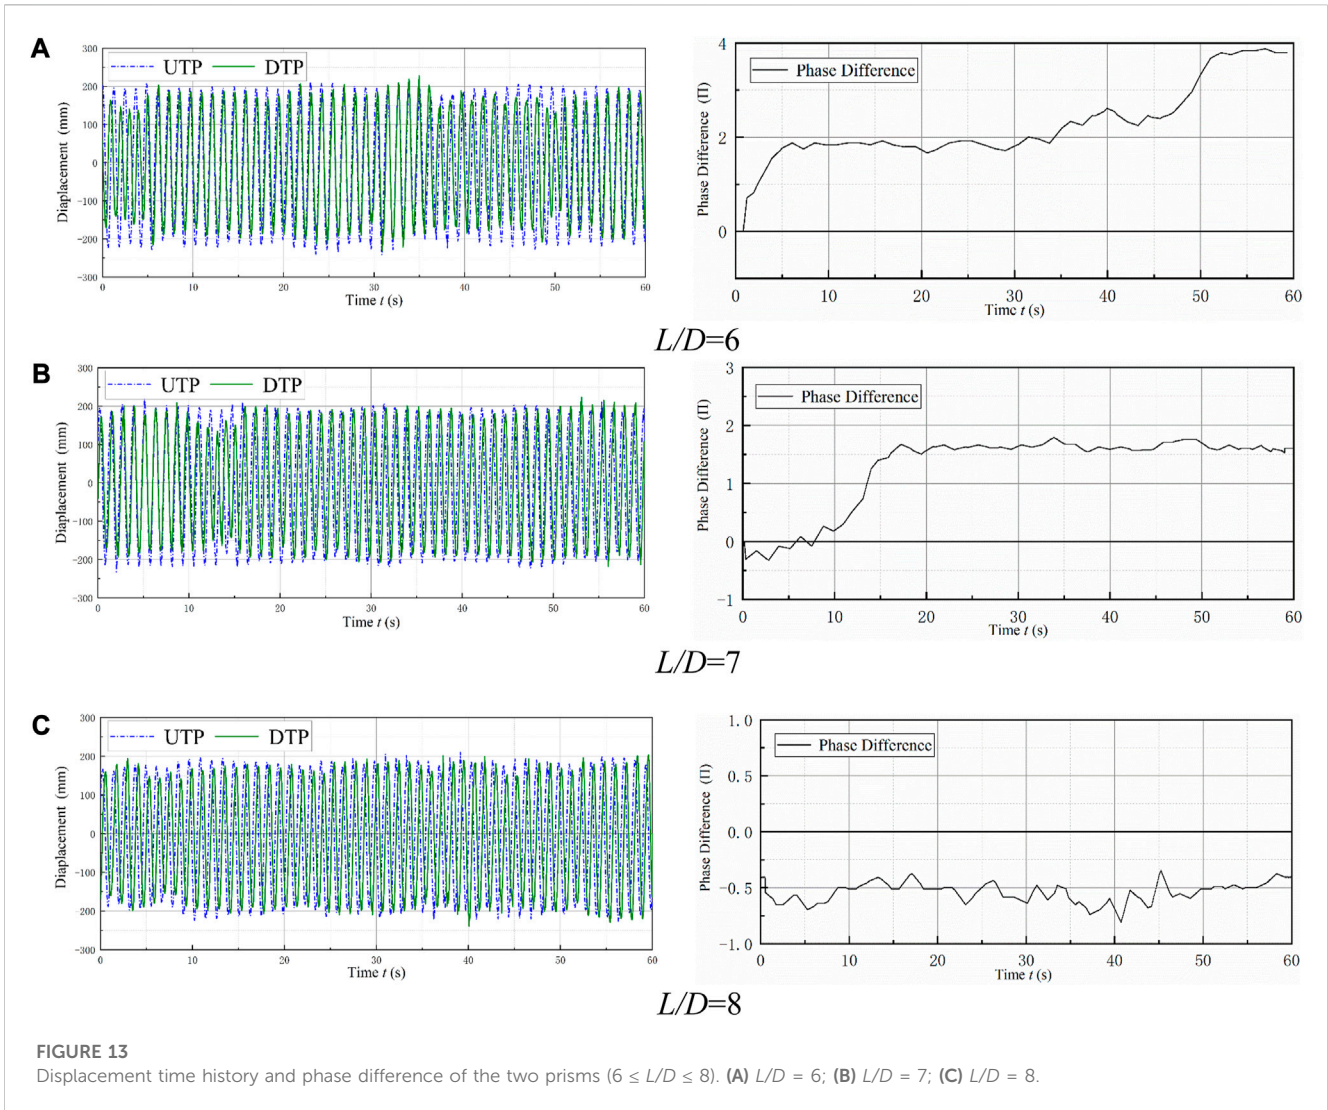 A
300
200
100
0
-100
-200
-300
Diaplacement (mm)
UTP DTP
0 10 20 30 40 50 60
Time t (s)
4
2
0
Phase Difference (Π)
Phase Difference
0 10 20 30 40 50 60
Time t (s)
L/D=6
B
300
200
100
0
-100
-200
-300
Diaplacement (mm)
UTP DTP
0 10 20 30 40 50 60
Time t (s)
3
2
1
0
-1
Phase Difference (Π)
Phase Difference
0 10 20 30 40 50 60
Time t (s)
L/D=7
C
300
200
100
0
-100
200
-300
Diaplacement (mm)
UTP DTP
0 10 20 30 40 50 60
Time t (s)
1.0
0.5
0.0
-0.5
-1.0
Phase Difference (Π)
Phase Difference
0 10 20 30 40 50 60
Time t (s)
L/D=8
FIGURE 13
Displacement time history and phase difference of the two prisms (6 ≤ L/D ≤ 8). (A) L/D = 6; (B) L/D = 7; (C) L/D = 8.